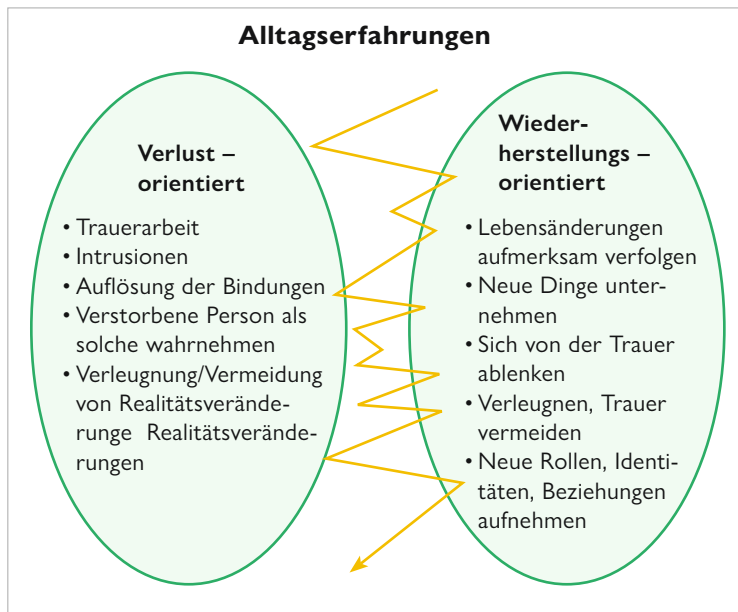 Alltagserfahrungen
Verlust –
orientiert
• Trauerarbeit
• Intrusionen
• Auflösung der Bindungen
• Verstorbene Person als
solche wahrnehmen
• Verleugnung/Vermeidung
von Realitätsverände-
runge Realitätsverände-
rungen
Wieder-
herstellungs –
orientiert
• Lebensänderungen
aufmerksam verfolgen
• Neue Dinge unter-
nehmen
• Sich von der Trauer
ablenken
• Verleugnen, Trauer
vermeiden
• Neue Rollen, Identi-
täten, Beziehungen
aufnehmen